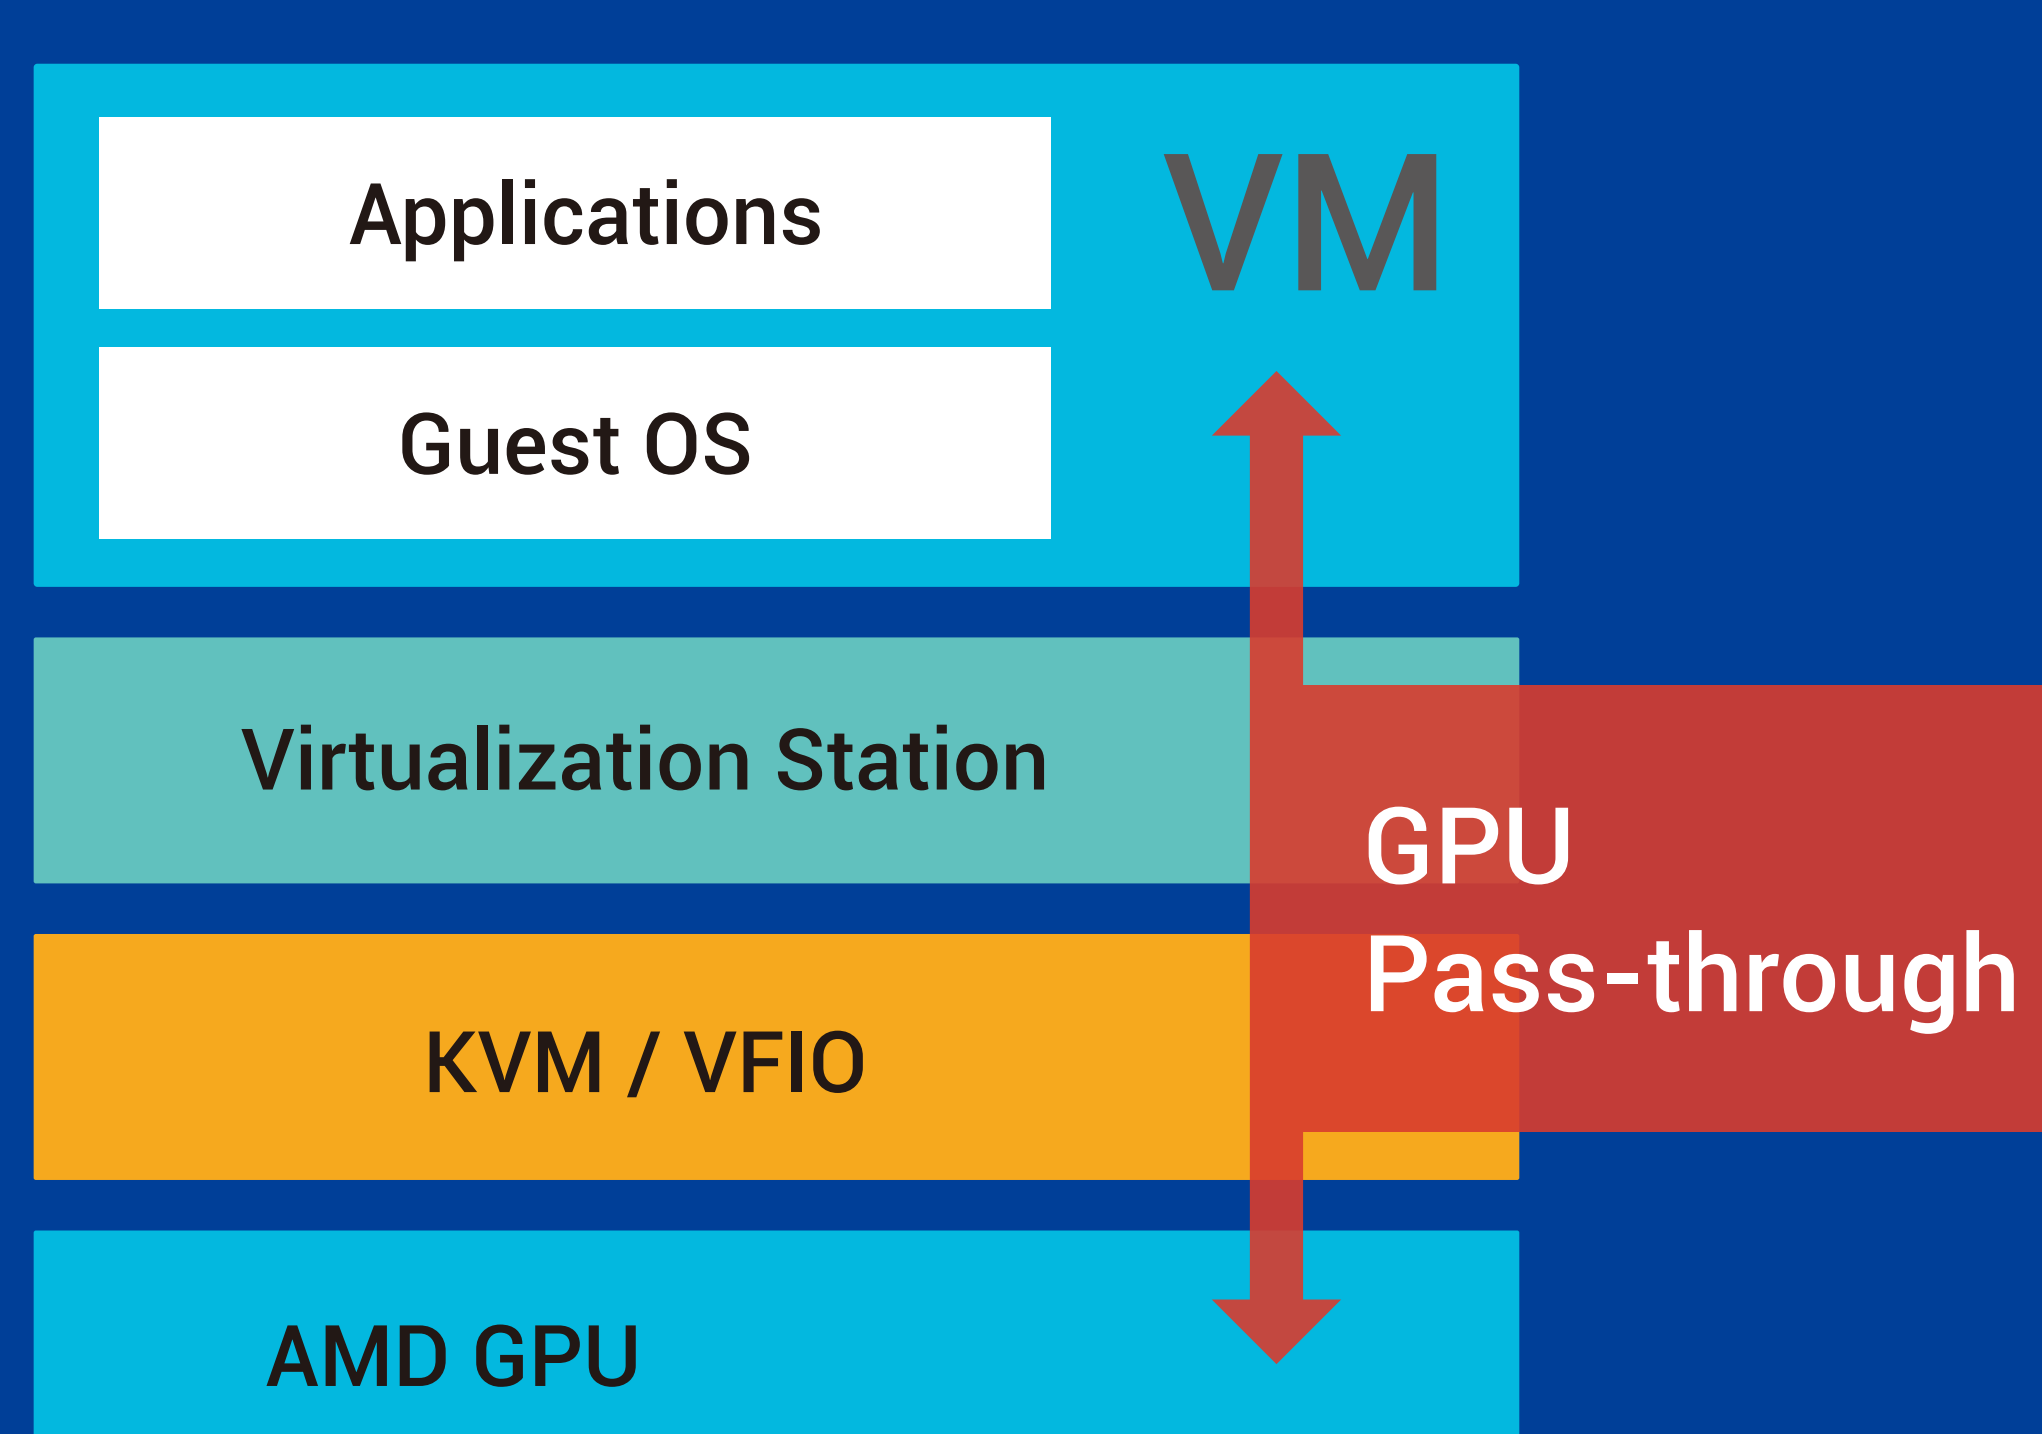 Applications
VM
Guest OS
Virtualization Station
GPU
Pass-through
KVM / VFIO
AMD GPU